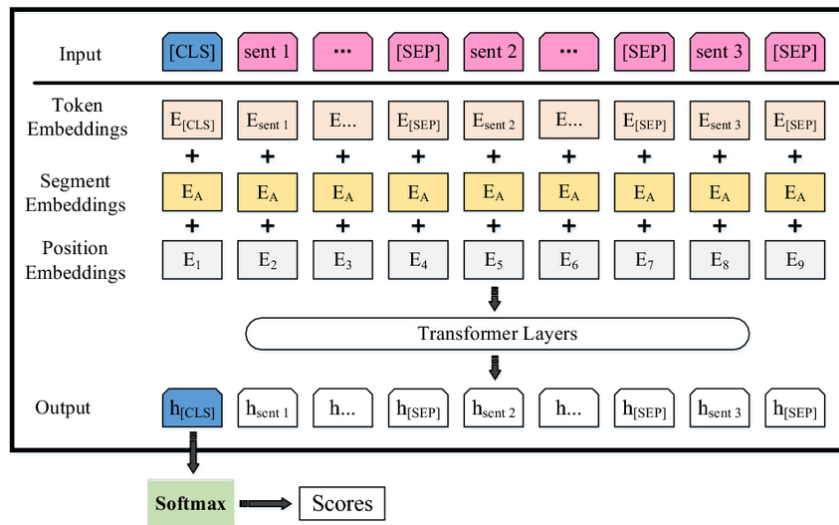 Input [CLS] sent 1 ... [SEP] sent 2 ... [SEP] sent 3 [SEP]
Token Embeddings E[CLS] Esent 1 E... E[SEP] Esent 2 E... E[SEP] Esent 3 E[SEP]
+ + + + + + + + +
Segment Embeddings EA EA EA EA EA EA EA EA EA
+ + + + + + + + +
Position Embeddings E1 E2 E3 E4 E5 E6 E7 E8 E9
Transformer Layers
Output h[CLS] hsent 1 h... h[SEP] hsent 2 h... h[SEP] hsent 3 h[SEP]
Softmax Scores